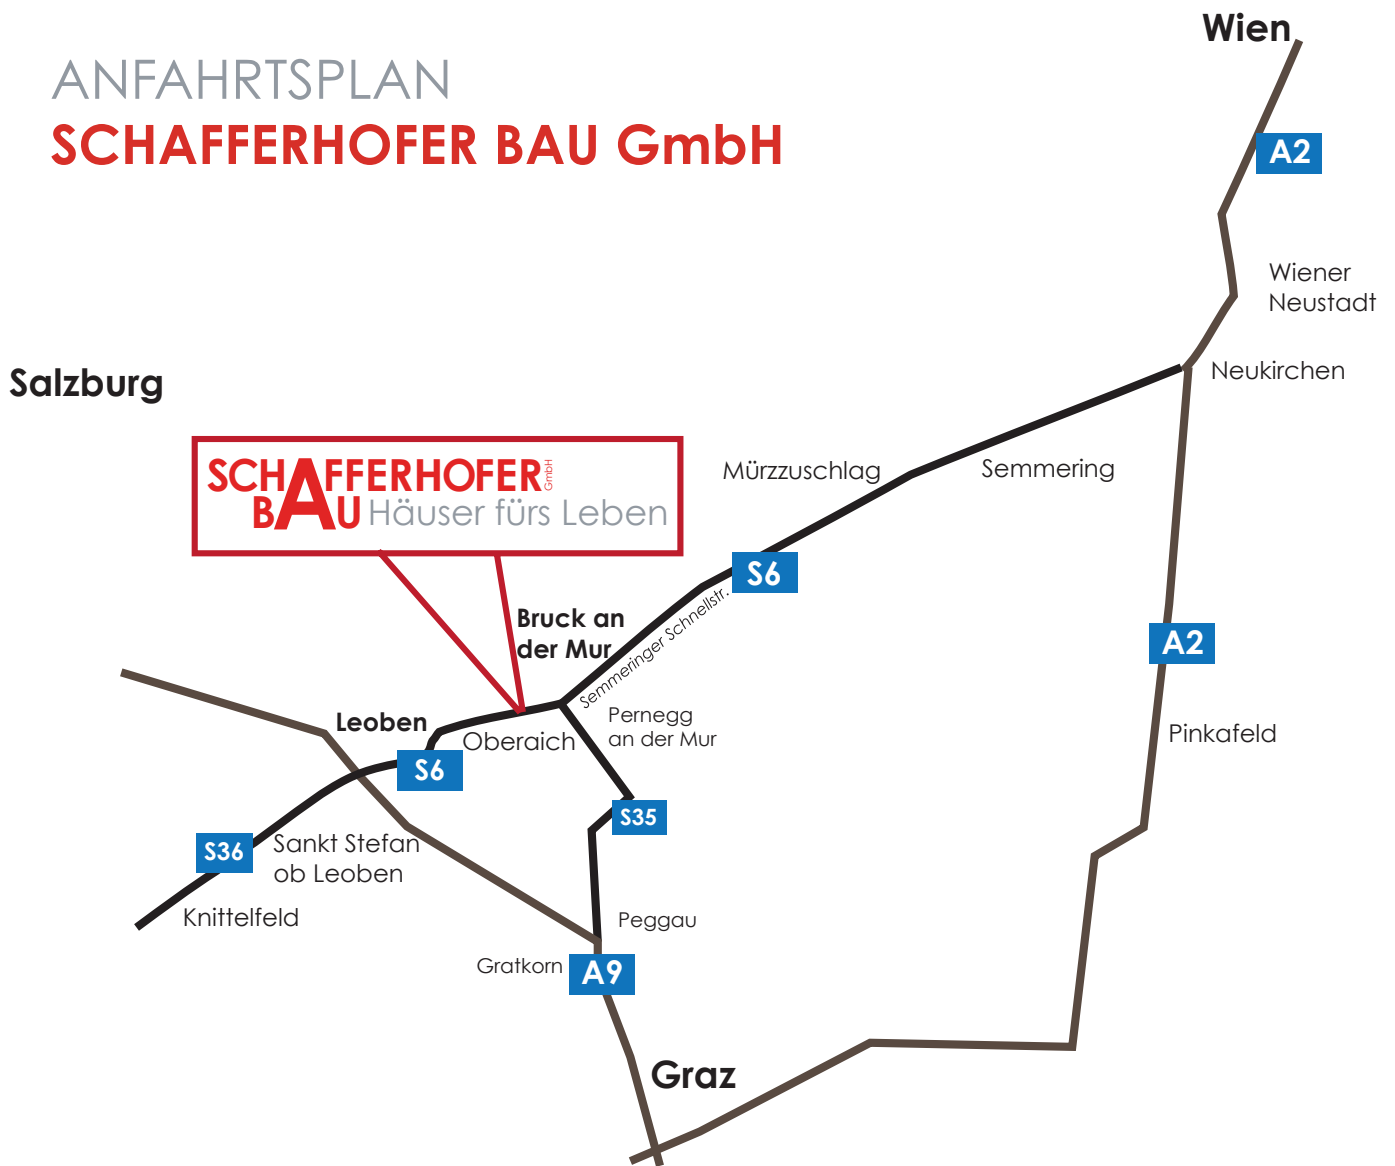 Wien
ANFAHRTSPLAN
SCHAFFERHOFER BAU GmbH
A2
Wiener
Neustadt
Salzburg
Neukirchen
SCHAFFERHOFER GmbH
BAU Häuser fürs Leben
Mürzzuschlag
Semmering
S6
Bruck an
der Mur
Semmeringer Schnellstr.
A2
Leoben
Oberaich
Pernegg
an der Mur
Pinkafeld
S6
S35
S36
Sankt Stefan
ob Leoben
Knittelfeld
Peggau
Gratkorn
A9
Graz